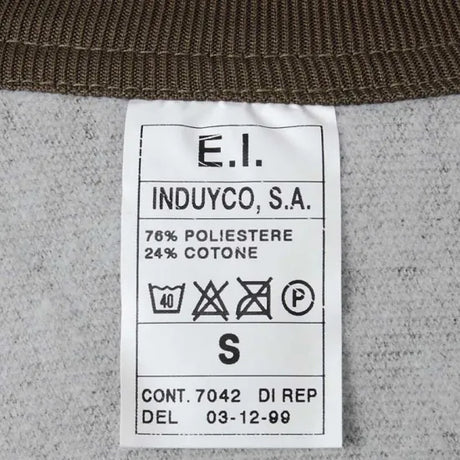 E.I.
INDUYCO, S.A.
76% POLIESTERE
24% COTONE
40 P
S
CONT. 7042 DI REP
DEL 03-12-99